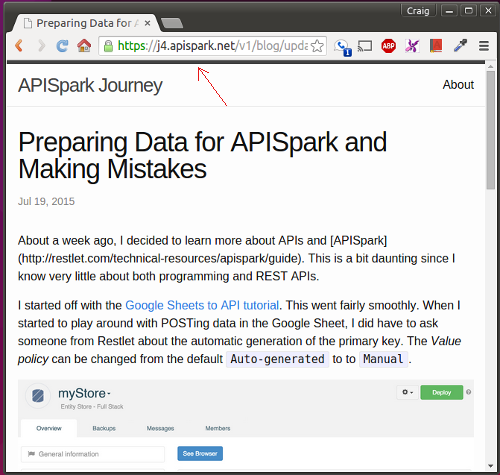 Craig
Preparing Data for A
https://j4.apispark.net/v1/blog/upda
1
ABP
APISpark Journey
About
Preparing Data for APISpark and
Making Mistakes
Jul 19, 2015
About a week ago, I decided to learn more about APIs and [APISpark]
(http://restlet.com/technical-resources/apispark/guide). This is a bit daunting since I
know very little about both programming and REST APIs.
I started off with the Google Sheets to API tutorial. This went fairly smoothly. When I
started to play around with POSTing data in the Google Sheet, I did have to ask
someone from Restlet about the automatic generation of the primary key. The Value
policy can be changed from the default Auto-generated to to Manual.
myStore
Entity Store - Full Stack
Deploy
Overview
Backups
Messages
Members
General information
See Browser